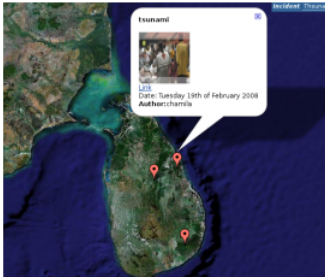 Incident
tsunami
Link
Date: Tuesday 19th of February 2008
Author:chamila